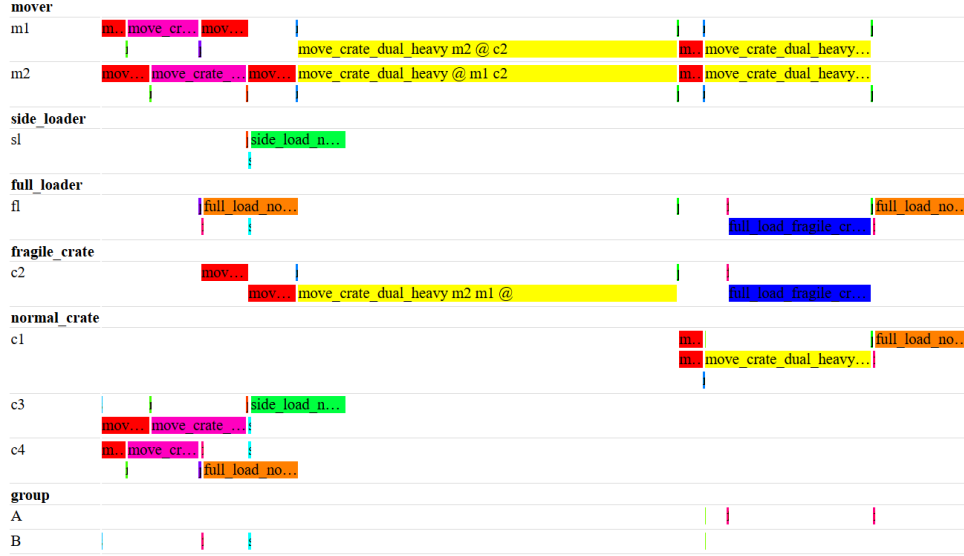 mover
m1 m... move_cr... mov...
move_crate_dual_heavy m2 @ c2 m... move_crate_dual_heavy...
m2 mov... move_crate_... mov... move_crate_dual_heavy @ m1 c2 m... move_crate_dual_heavy...
side_loader
sl side_load_n...
full_loader
fl full_load_no... full_load_no...
full_load_fragile_cr...
fragile_crate
c2 mov... full_load_fragile_cr...
mov... move_crate_dual_heavy m2 m1 @
normal_crate
c1 m... full_load_no...
m... move_crate_dual_heavy...
c3 side_load_n...
mov... move_crate_...
c4 m... move_cr...
full_load_no...
group
A
B